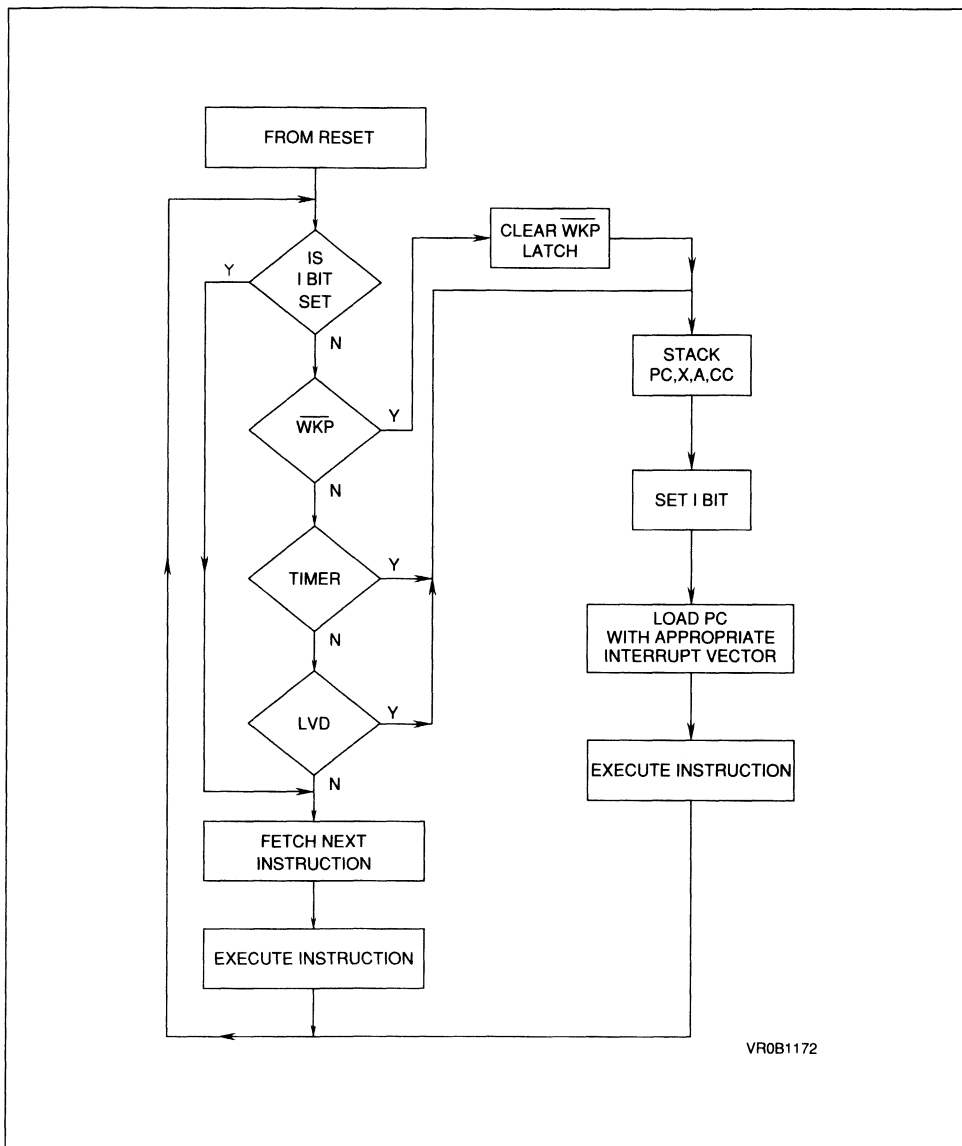 FROM RESET
IS
I BIT
SET
Y
N
WKP
Y
N
TIMER
Y
N
LVD
Y
N
FETCH NEXT
INSTRUCTION
EXECUTE INSTRUCTION
CLEAR WKP
LATCH
STACK
PC,X,A,CC
SET I BIT
LOAD PC
WITH APPROPRIATE
INTERRUPT VECTOR
EXECUTE INSTRUCTION
VR0B1172